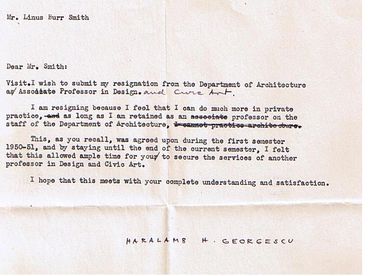 Mr. Linus Burr Smith
Dear Mr. Smith:
Visit. I wish to submit my resignation from the Department of Architecture
as Associate Professor in Design. and Civic Art.
I am resigning because I feel that I can do much more in private
practice, and as long as I am retained as an associate professor on the
staff of the Department of Architecture, I cannot practice architecture.
This, as you recall, was agreed upon during the first semester
1950-51, and by staying until the end of the current semester, I felt
that this allowed ample time for you to secure the services of another
professor in Design and Civic Art.
I hope that this meets with your complete understanding and satisfaction.
HARALAMB H. GEORGESCU